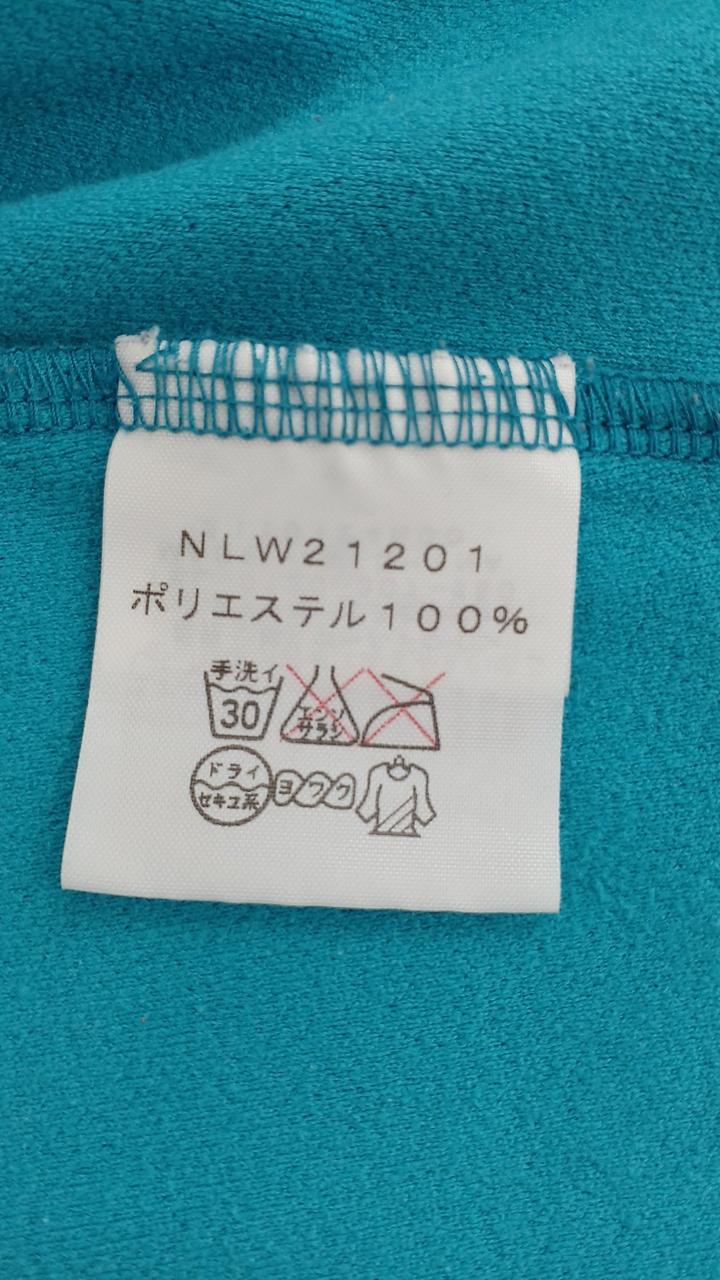 NLW21201
ポリエステル100%
手洗イ
30
エンソ
サラシ
ドライ
セキユ系
ヨワク